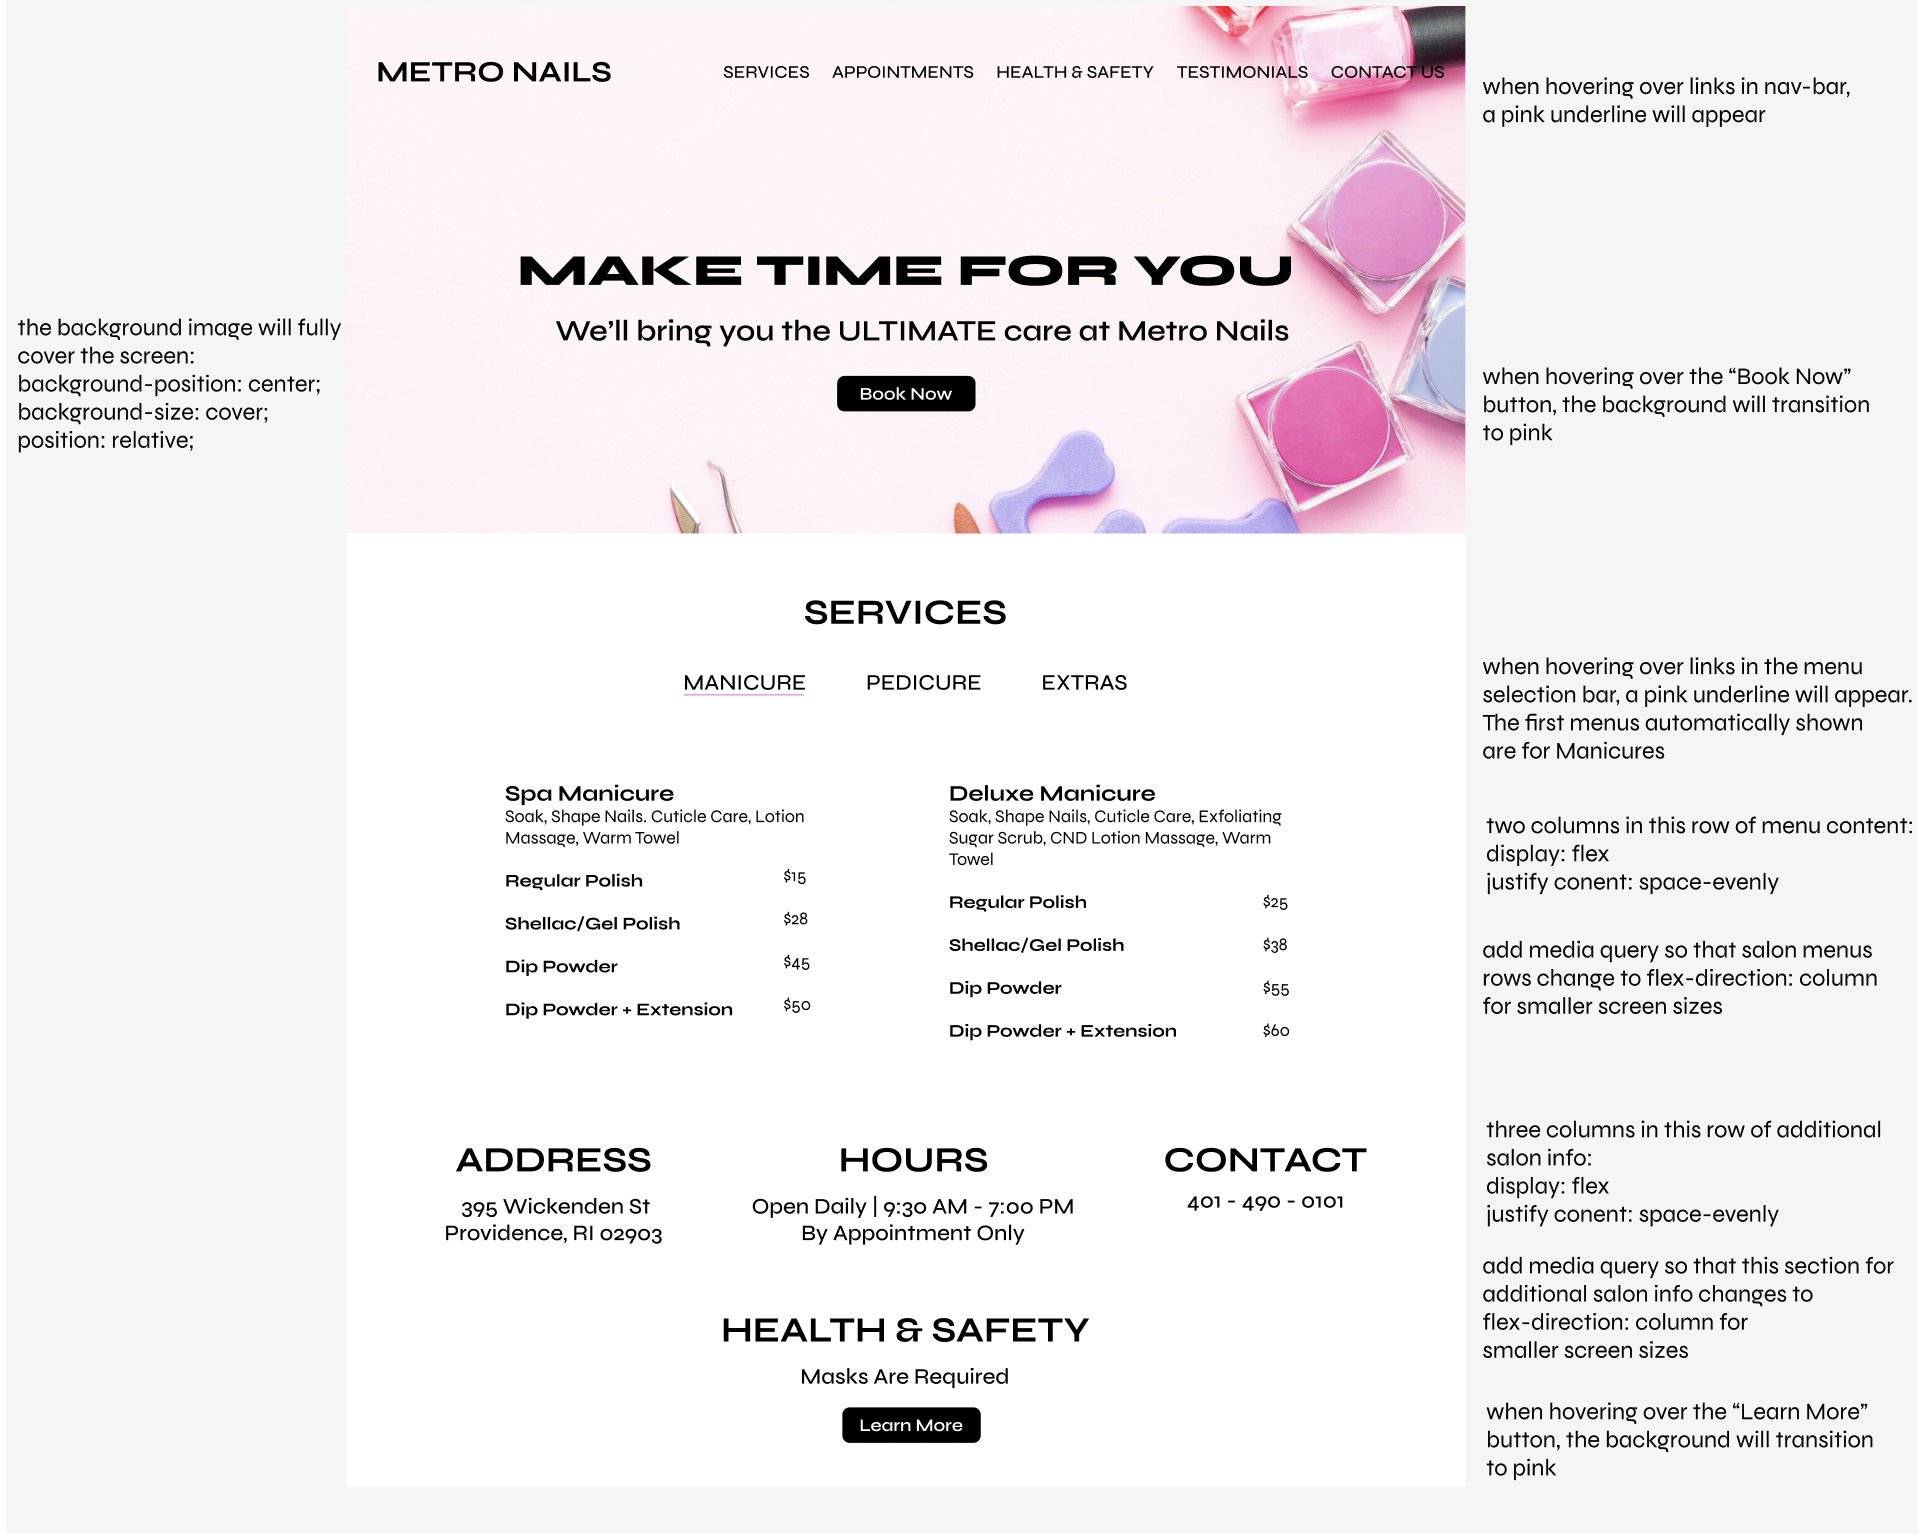 METRO NAILS
SERVICES APPOINTMENTS HEALTH & SAFETY TESTIMONIALS CONTACT US
when hovering over links in nav-bar,
a pink underline will appear
MAKE TIME FOR YOU
We'll bring you the ULTIMATE care at Metro Nails
Book Now
the background image will fully
cover the screen:
background-position: center;
background-size: cover;
position: relative;
when hovering over the “Book Now”
button, the background will transition
to pink
SERVICES
MANICURE PEDICURE EXTRAS
when hovering over links in the menu
selection bar, a pink underline will appear.
The first menus automatically shown
are for Manicures
Spa Manicure
Soak, Shape Nails. Cuticle Care, Lotion
Massage, Warm Towel
Regular Polish $15
Shellac/Gel Polish $28
Dip Powder $45
Dip Powder + Extension $50
Deluxe Manicure
Soak, Shape Nails, Cuticle Care, Exfoliating
Sugar Scrub, CND Lotion Massage, Warm
Towel
Regular Polish $25
Shellac/Gel Polish $38
Dip Powder $55
Dip Powder + Extension $60
two columns in this row of menu content:
display: flex
justify conent: space-evenly
add media query so that salon menus
rows change to flex-direction: column
for smaller screen sizes
ADDRESS
395 Wickenden St
Providence, RI 02903
HOURS
Open Daily | 9:30 AM - 7:00 PM
By Appointment Only
CONTACT
401 - 490 - 0101
three columns in this row of additional
salon info:
display: flex
justify conent: space-evenly
add media query so that this section for
additional salon info changes to
flex-direction: column for
smaller screen sizes
HEALTH & SAFETY
Masks Are Required
Learn More
when hovering over the “Learn More”
button, the background will transition
to pink